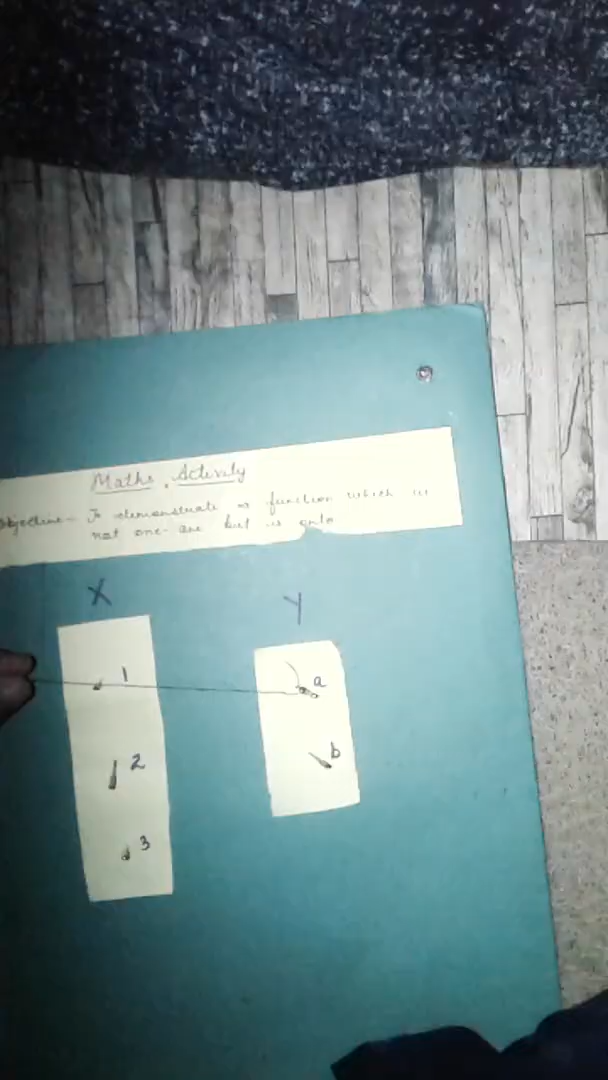 Maths Activity
Objective - To demonstrate a function which is
not one-one but is onto
X
Y
1
a
2
b
3